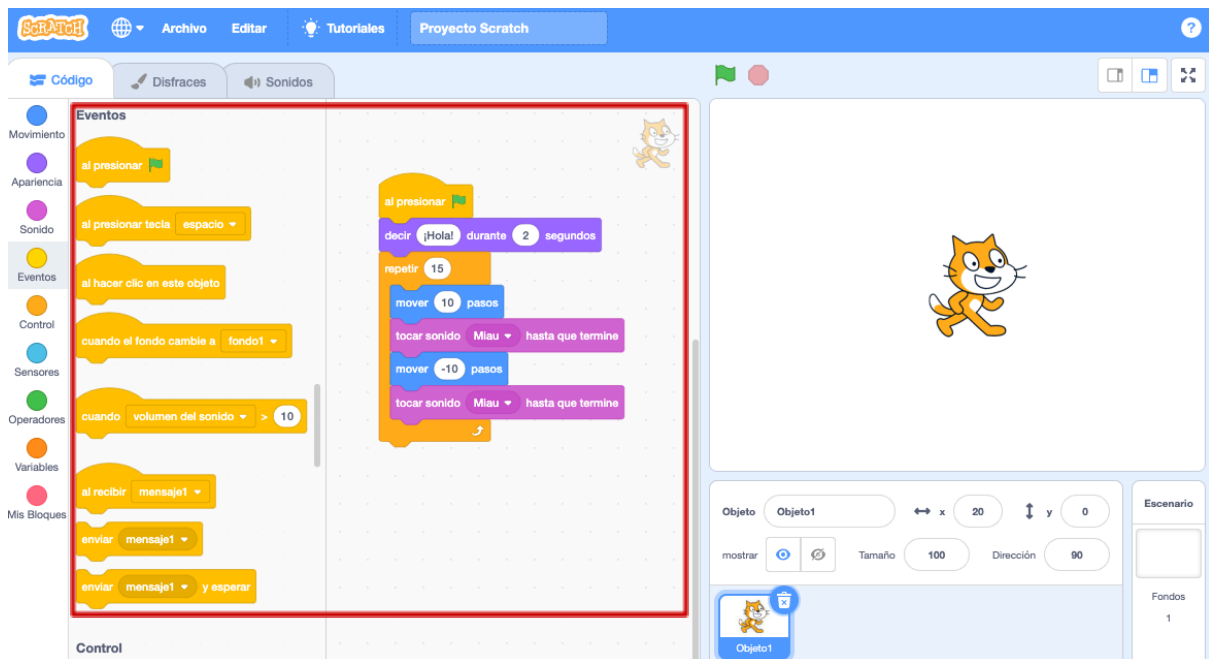 SCRATCH Archivo Editar Tutoriales Proyecto Scratch ?
Código Disfraces Sonidos
Movimiento
Apariencia
Sonido
Eventos
Control
Sensores
Operadores
Variables
Mis Bloques
Eventos
al presionar
al presionar tecla espacio
al hacer clic en este objeto
cuando el fondo cambie a fondo1
cuando volumen del sonido > 10
al recibir mensaje1
enviar mensaje1
enviar mensaje1 y esperar
Control
al presionar
decir ¡Hola! durante 2 segundos
repetir 15
mover 10 pasos
tocar sonido Miau hasta que termine
mover -10 pasos
tocar sonido Miau hasta que termine
Objeto Objeto1 x 20 y 0
mostrar Tamaño 100 Dirección 90
Objeto1
Escenario
Fondos
1